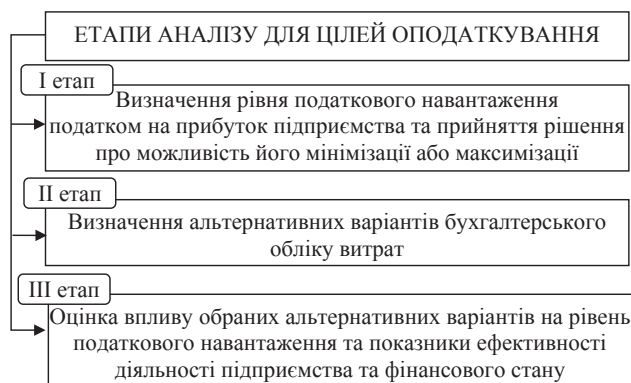 ЕТАПИ АНАЛІЗУ ДЛЯ ЦІЛЕЙ ОПОДАТКУВАННЯ
І етап
Визначення рівня податкового навантаження
податком на прибуток підприємства та прийняття рішення
про можливість його мінімізації або максимізації
ІІ етап
Визначення альтернативних варіантів бухгалтерського
обліку витрат
ІІІ етап
Оцінка впливу обраних альтернативних варіантів на рівень
податкового навантаження та показники ефективності
діяльності підприємства та фінансового стану